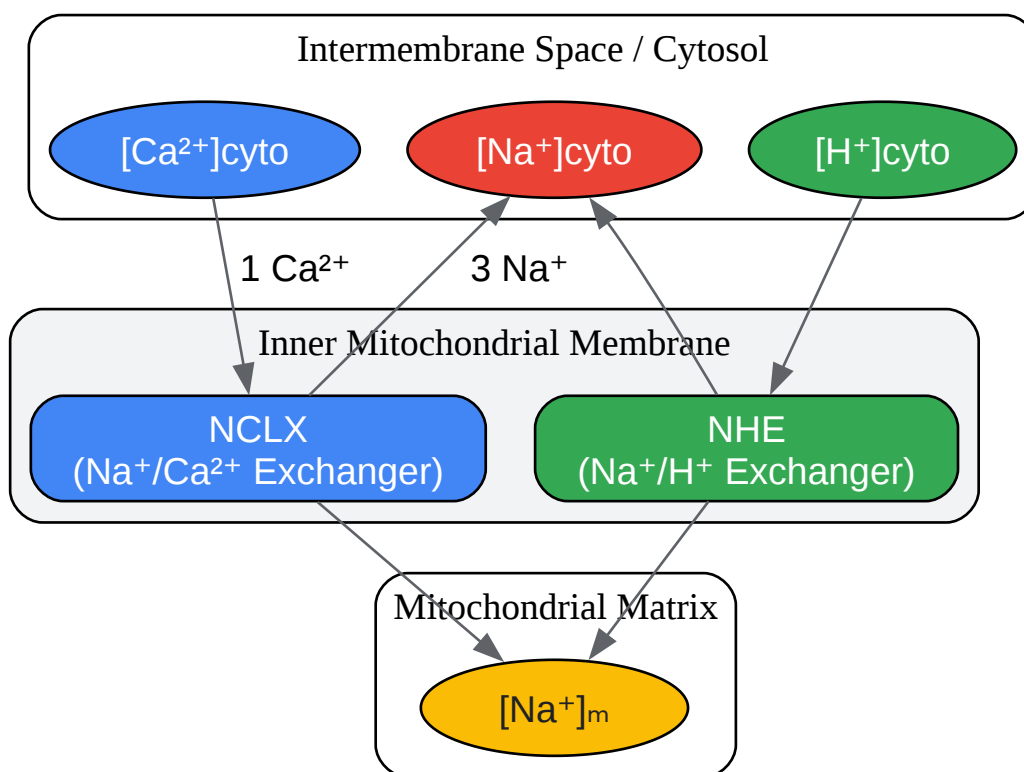 Intermembrane Space / Cytosol
[Ca²⁺]cyto
[Na⁺]cyto
[H⁺]cyto
1 Ca²⁺
3 Na⁺
Inner Mitochondrial Membrane
NCLX
(Na⁺/Ca²⁺ Exchanger)
NHE
(Na⁺/H⁺ Exchanger)
Mitochondrial Matrix
[Na⁺]ₘ